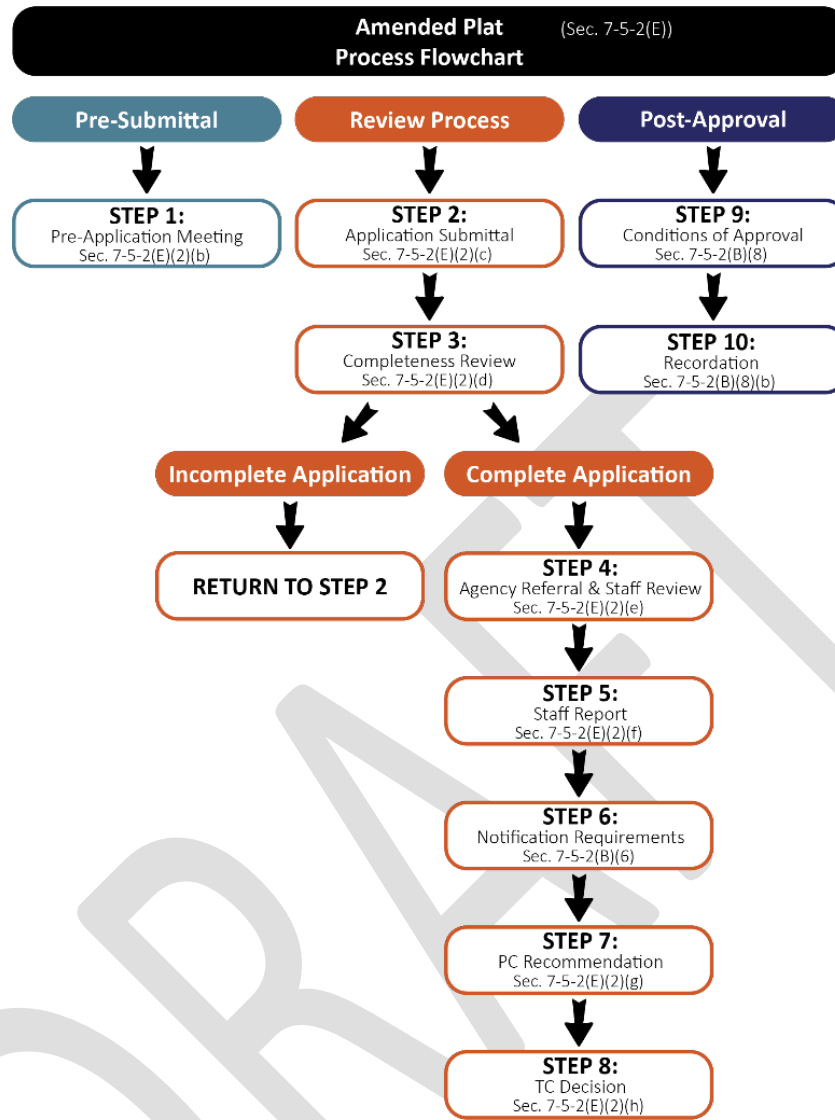 Amended Plat (Sec. 7-5-2(E))
Process Flowchart
Pre-Submittal
STEP 1:
Pre-Application Meeting
Sec. 7-5-2(E)(2)(b)
Review Process
STEP 2:
Application Submittal
Sec. 7-5-2(E)(2)(c)
STEP 3:
Completeness Review
Sec. 7-5-2(E)(2)(d)
Incomplete Application
RETURN TO STEP 2
Complete Application
STEP 4:
Agency Referral & Staff Review
Sec. 7-5-2(E)(2)(e)
STEP 5:
Staff Report
Sec. 7-5-2(E)(2)(f)
STEP 6:
Notification Requirements
Sec. 7-5-2(B)(6)
STEP 7:
PC Recommendation
Sec. 7-5-2(E)(2)(g)
STEP 8:
TC Decision
Sec. 7-5-2(E)(2)(h)
Post-Approval
STEP 9:
Conditions of Approval
Sec. 7-5-2(B)(8)
STEP 10:
Recordation
Sec. 7-5-2(B)(8)(b)
DRAFT